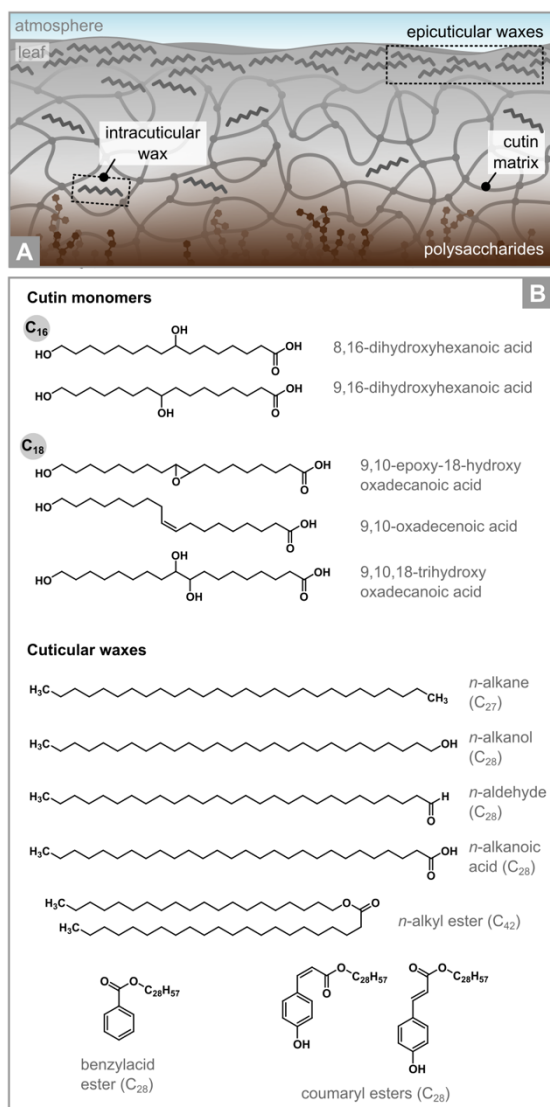 atmosphere
leaf
epicuticular waxes
intracuticular
wax
cutin
matrix
polysaccharides
A
B
Cutin monomers
C16
OH
HO
OH
O
8,16-dihydroxyhexanoic acid
HO
OH
OH
O
9,16-dihydroxyhexanoic acid
C18
HO
O
OH
O
9,10-epoxy-18-hydroxy
oxadecanoic acid
HO
OH
O
9,10-oxadecenoic acid
OH
HO
OH
OH
O
9,10,18-trihydroxy
oxadecanoic acid
Cuticular waxes
H3C
CH3
n-alkane
(C27)
H3C
OH
n-alkanol
(C28)
H3C
H
O
n-aldehyde
(C28)
H3C
OH
O
n-alkanoic
acid (C28)
H3C
O
O
H3C
n-alkyl ester (C42)
O
O
C28H57
benzylacid
ester (C28)
O
C28H57
O
OH
O
O
C28H57
OH
coumaryl esters (C28)